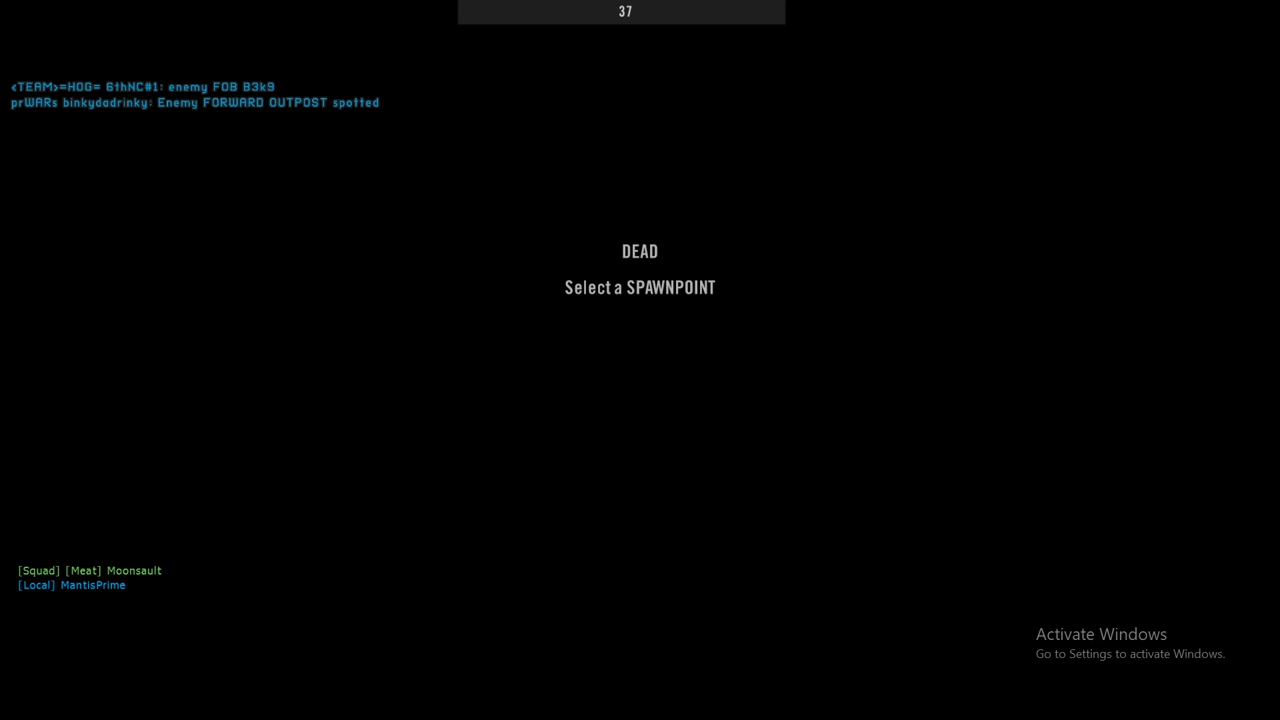 37
<TEAM>=HOG= 6thNC#1: enemy FOB B3k9
prWARs binkydadrinky: Enemy FORWARD OUTPOST spotted
DEAD
Select a SPAWNPOINT
[Squad] [Meat] Moonsault
[Local] MantisPrime
Activate Windows
Go to Settings to activate Windows.